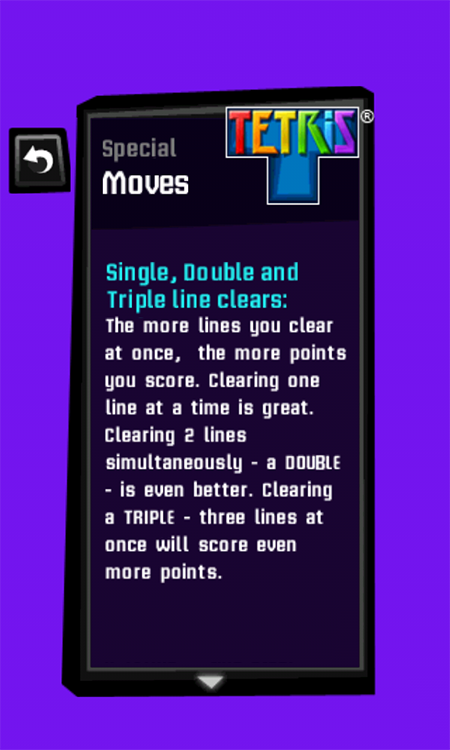 TETRIS®
Special
Moves
Single, Double and
Triple line clears:
The more lines you clear
at once, the more points
you score. Clearing one
line at a time is great.
Clearing 2 lines
simultaneously - a DOUBLE
- is even better. Clearing
a TRIPLE - three lines at
once will score even
more points.